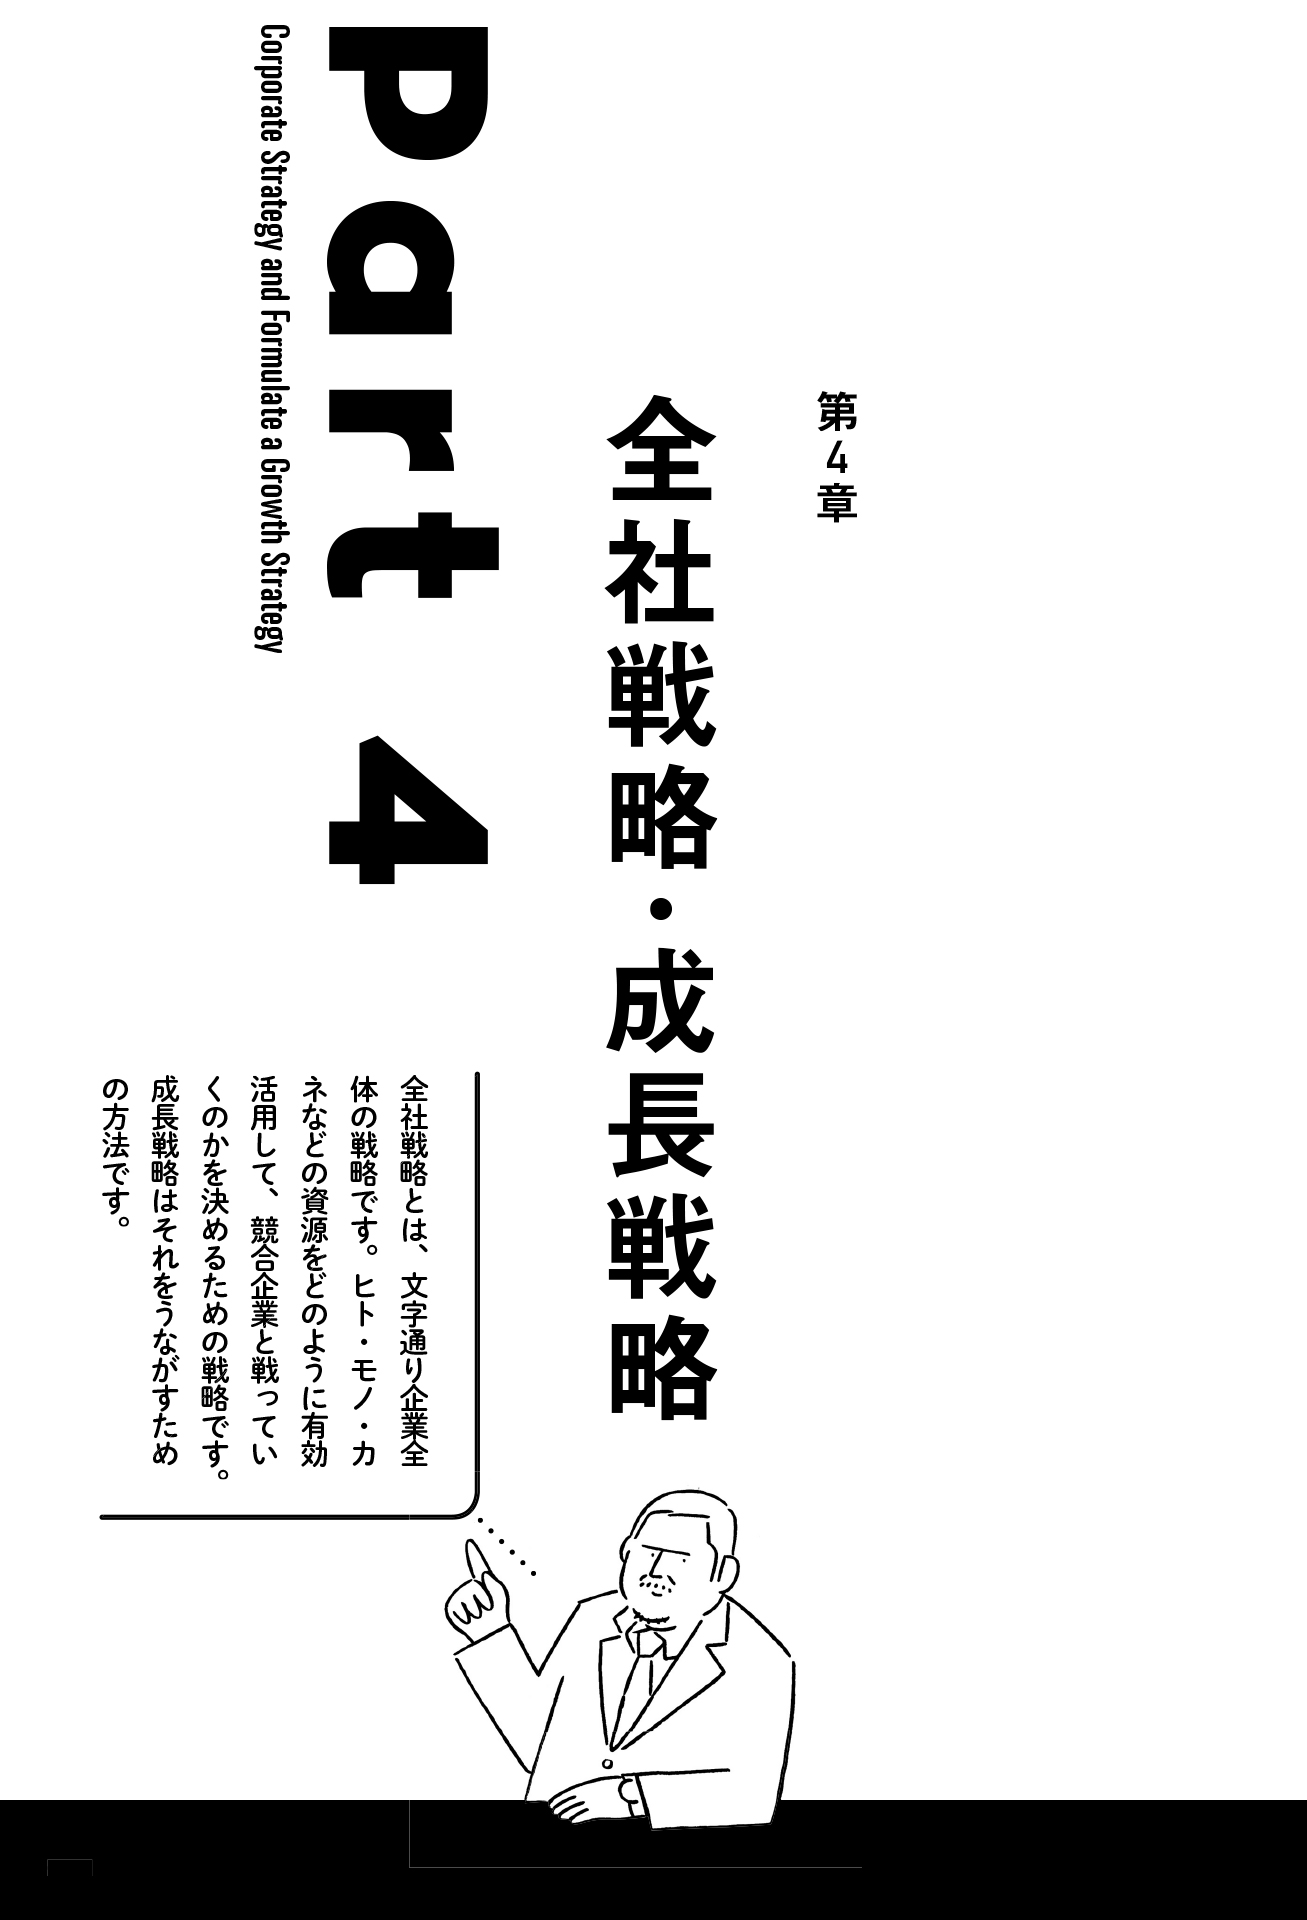 第4章
全社戦略・成長戦略
Part 4
Corporate Strategy and Formulate a Growth Strategy
全社戦略とは、文字通り企業全
体の戦略です。ヒト・モノ・カ
ネなどの資源をどのように有効
活用して、競合企業と戦ってい
くのかを決めるための戦略です。
成長戦略はそれをうながすため
の方法です。